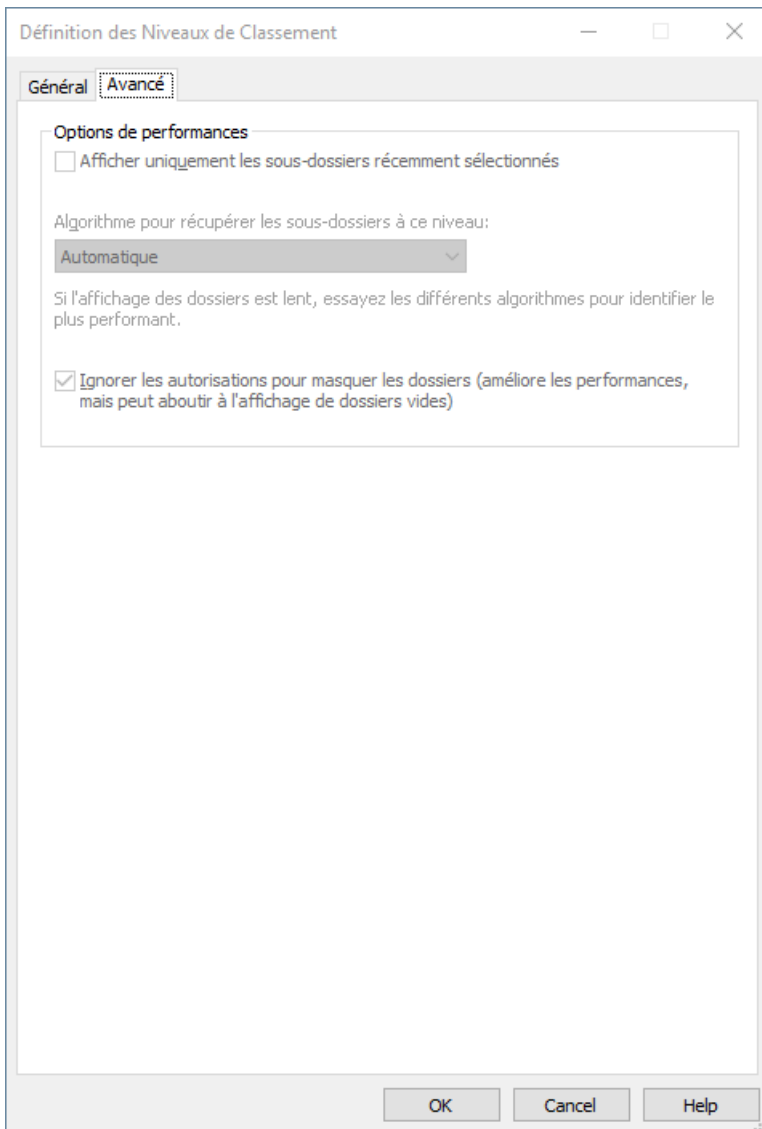 Définition des Niveaux de Classement
Général Avancé
Options de performances
Afficher uniquement les sous-dossiers récemment sélectionnés
Algorithme pour récupérer les sous-dossiers à ce niveau:
Automatique
Si l'affichage des dossiers est lent, essayez les différents algorithmes pour identifier le
plus performant.
Ignorer les autorisations pour masquer les dossiers (améliore les performances,
mais peut aboutir à l'affichage de dossiers vides)
OK Cancel Help